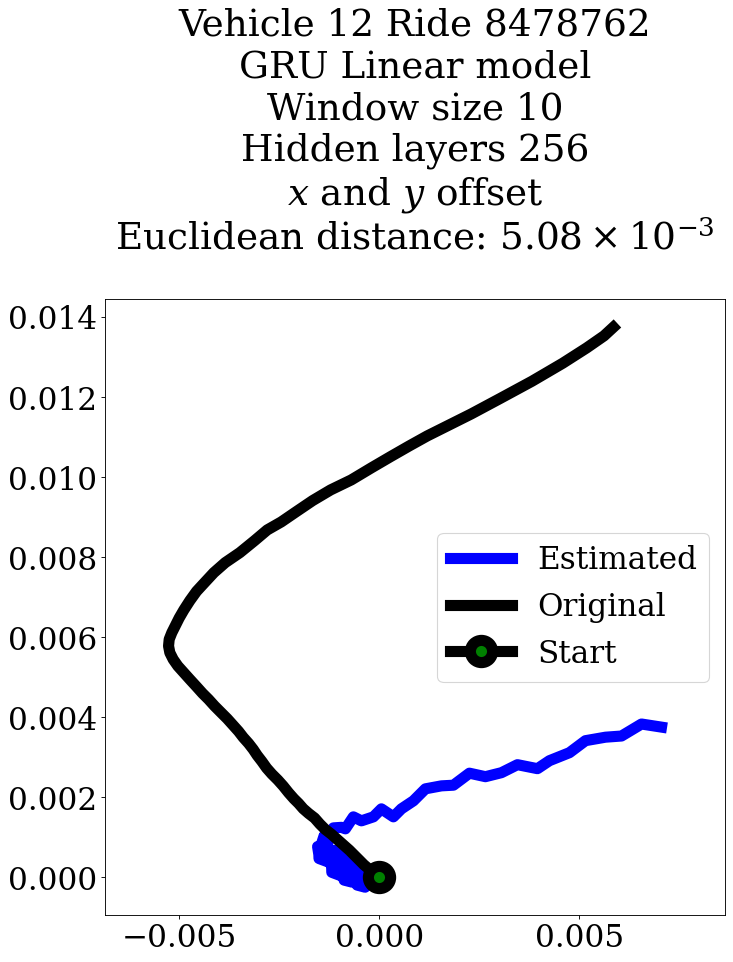 Vehicle 12 Ride 8478762
GRU Linear model
Window size 10
Hidden layers 256
x and y offset
Euclidean distance: 5.08 × 10⁻³
0.014
0.012
0.010
0.008
0.006
0.004
0.002
0.000
Estimated
Original
Start
−0.005 0.000 0.005